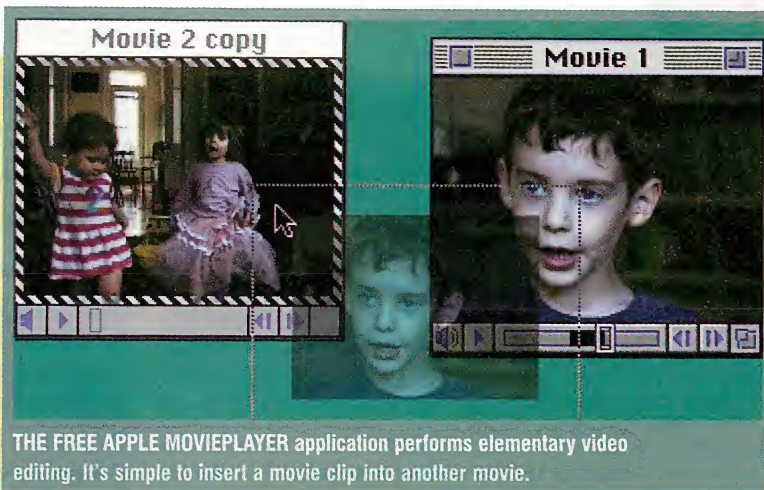 Movie 2 copy
Movie 1
THE FREE APPLE MOVIEPLAYER application performs elementary video
editing. It's simple to insert a movie clip into another movie.